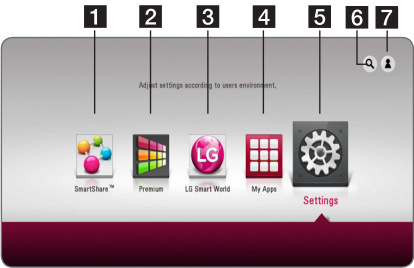 1 2 3 4 5 6 7
Adjust settings according to users environment.
LG
SmartShare™ Premium LG Smart World My Apps Settings